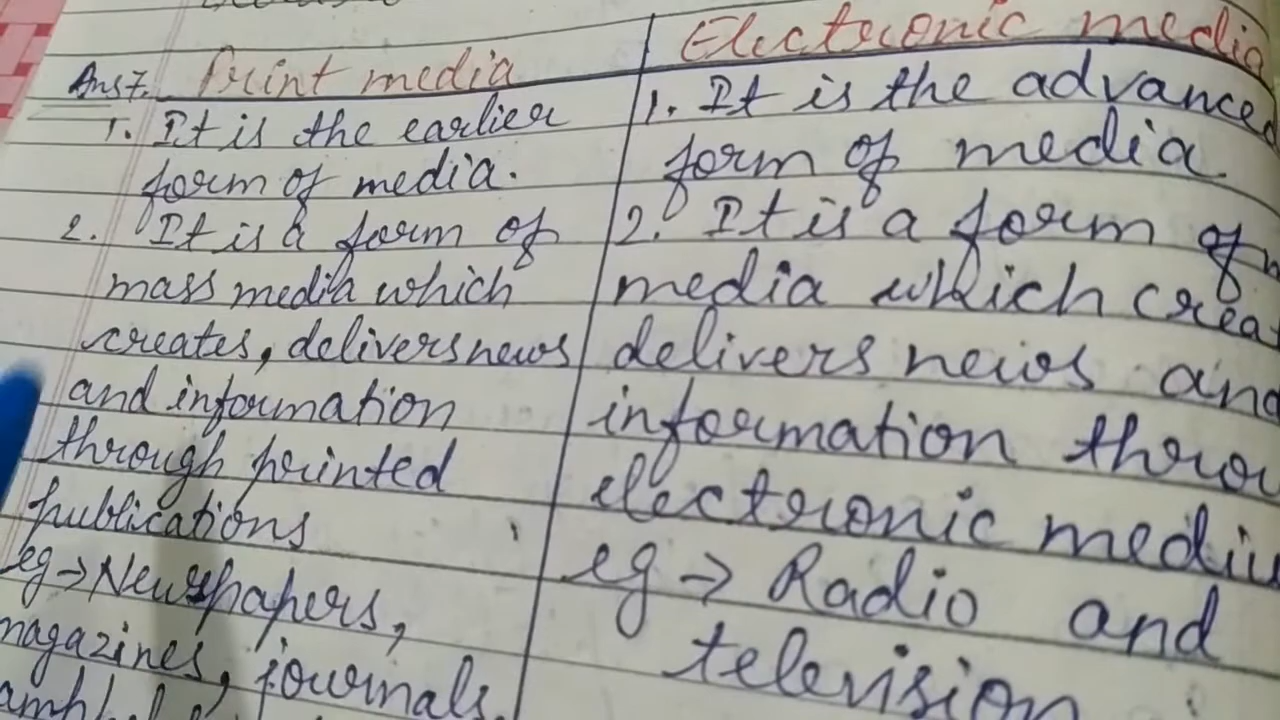 Ans7. Print media
1. It is the earlier
form of media.
2. It is a form of
mass media which
creates, delivers news
and information
through printed
publications
eg → Newspapers,
magazines, journals,
Electronic media
1. It is the advanced
form of media
2. It is a form of
media which
delivers news and
information
electronic
eg → Radio and
television